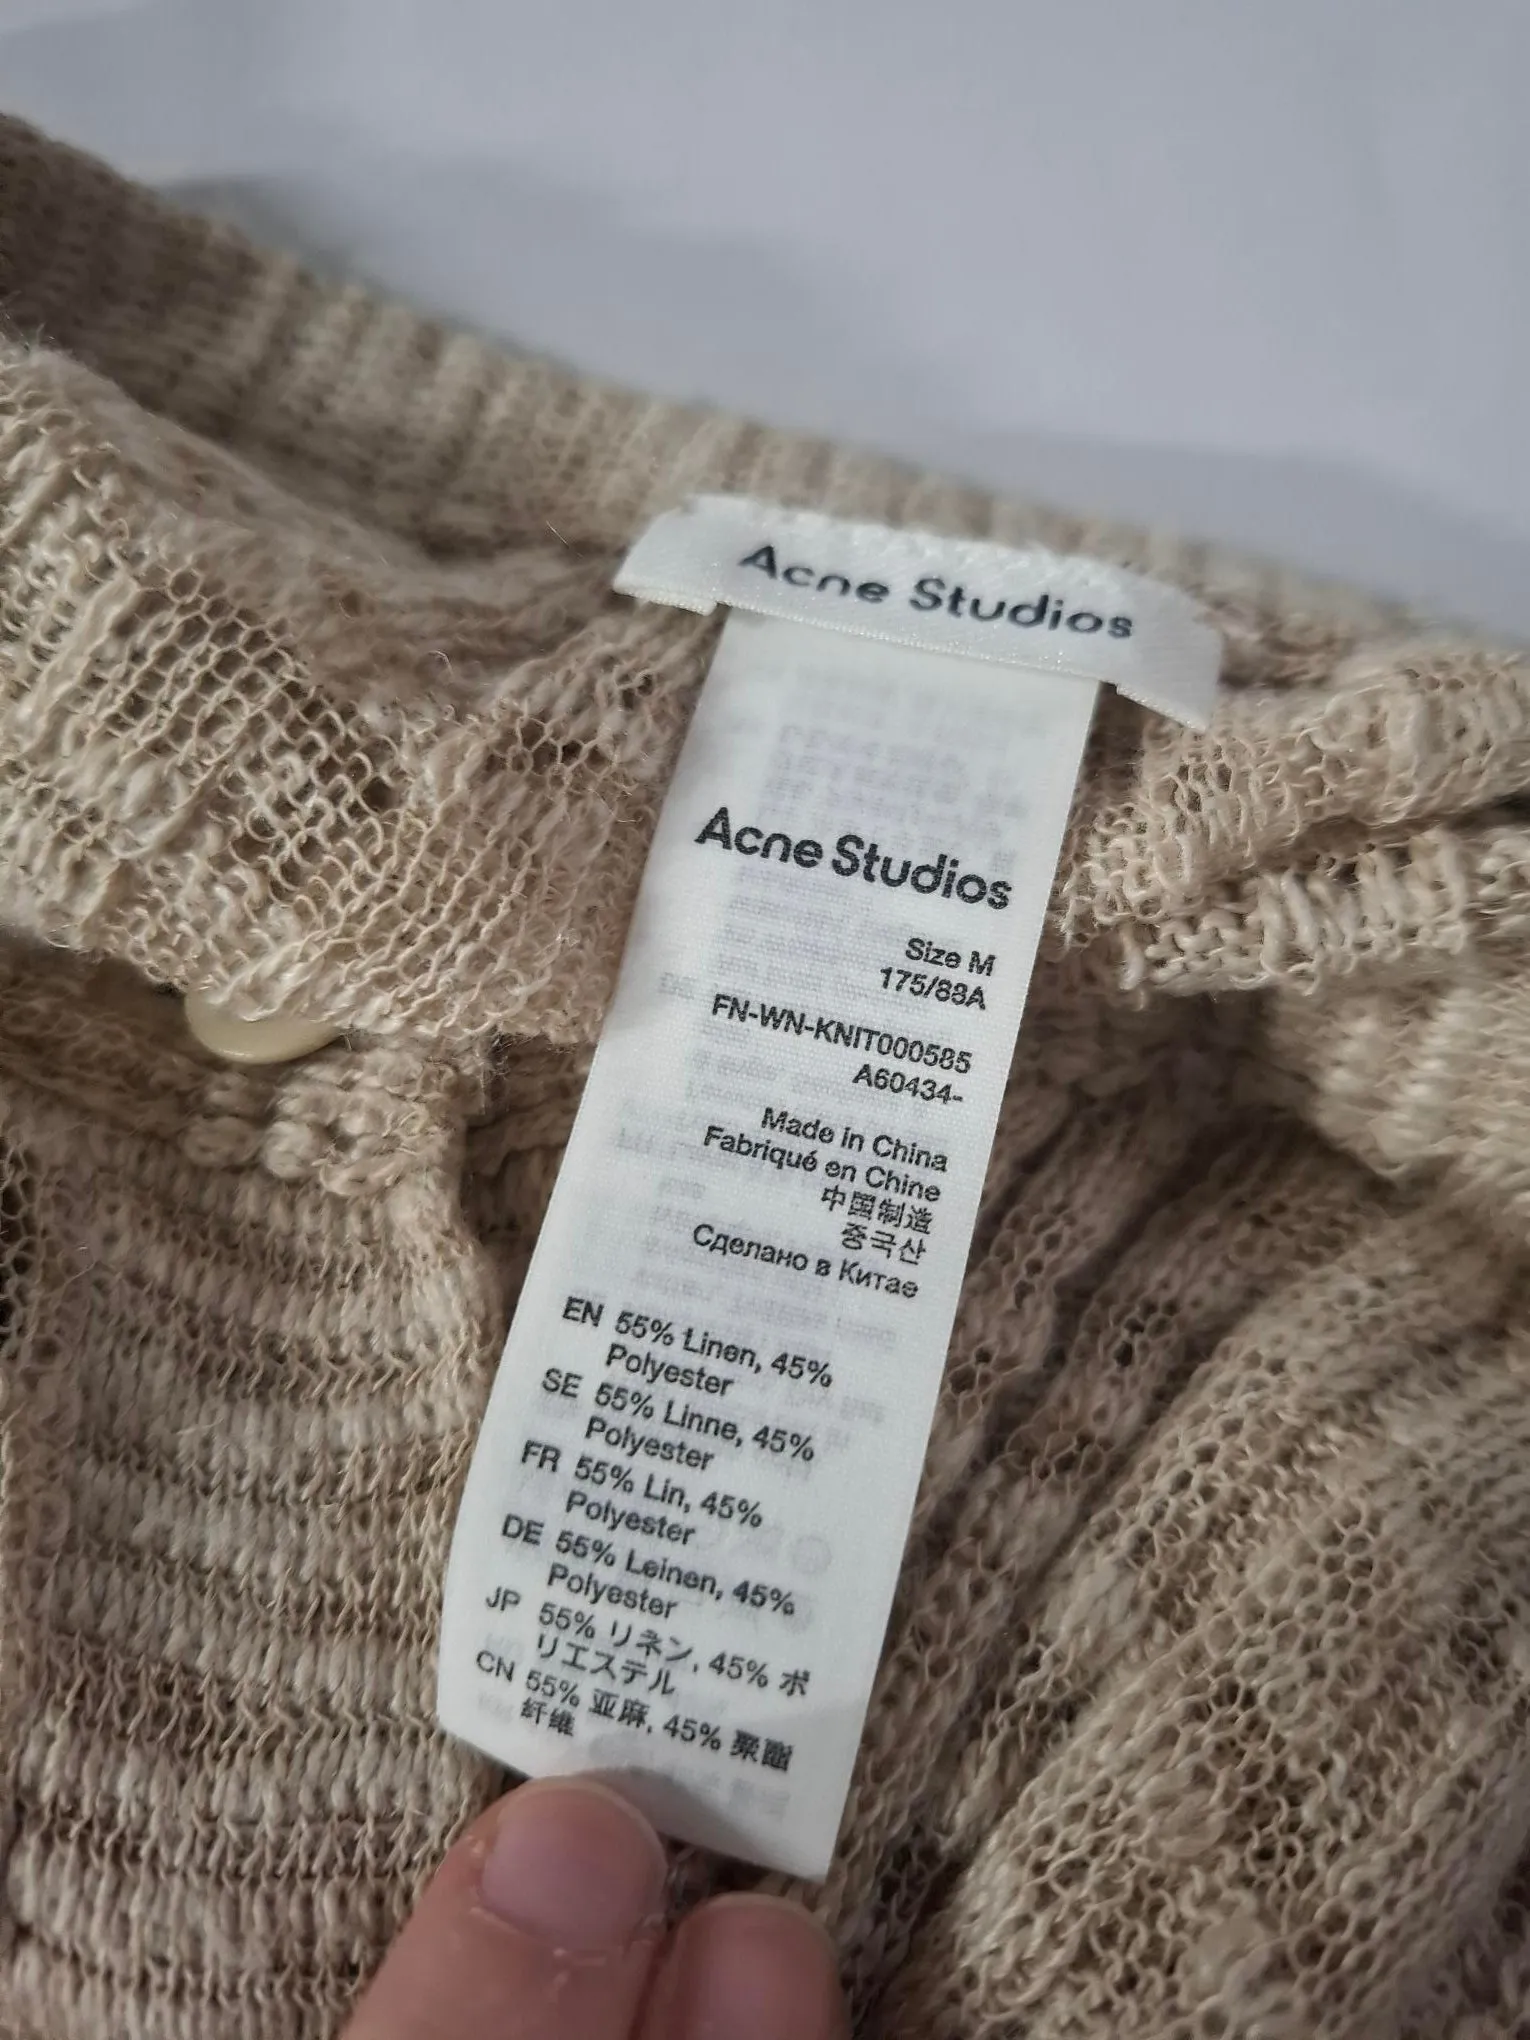 Acne Studios
Acne Studios
Size M
175/88A
FN-WN-KNIT000585
A60434-
Made in China
Fabriqué en Chine
中国制造
중국산
Сделано в Китае
EN 55% Linen, 45%
Polyester
SE 55% Linne, 45%
Polyester
FR 55% Lin, 45%
Polyester
DE 55% Leinen, 45%
Polyester
JP 55% リネン, 45% ポ
リエステル
CN 55% 亚麻, 45% 聚酯
纤维